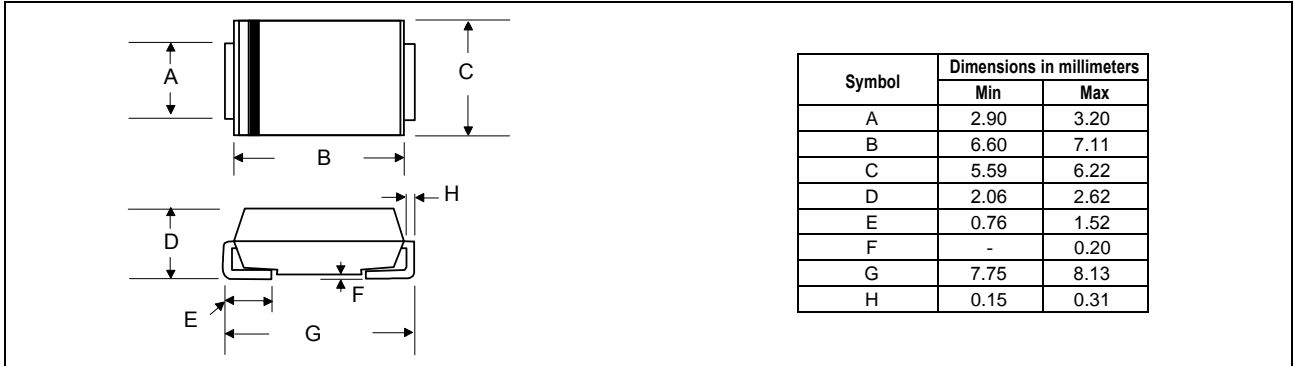 A
C
B
H
D
F
E
G
Symbol Dimensions in millimeters
Min Max
A 2.90 3.20
B 6.60 7.11
C 5.59 6.22
D 2.06 2.62
E 0.76 1.52
F - 0.20
G 7.75 8.13
H 0.15 0.31